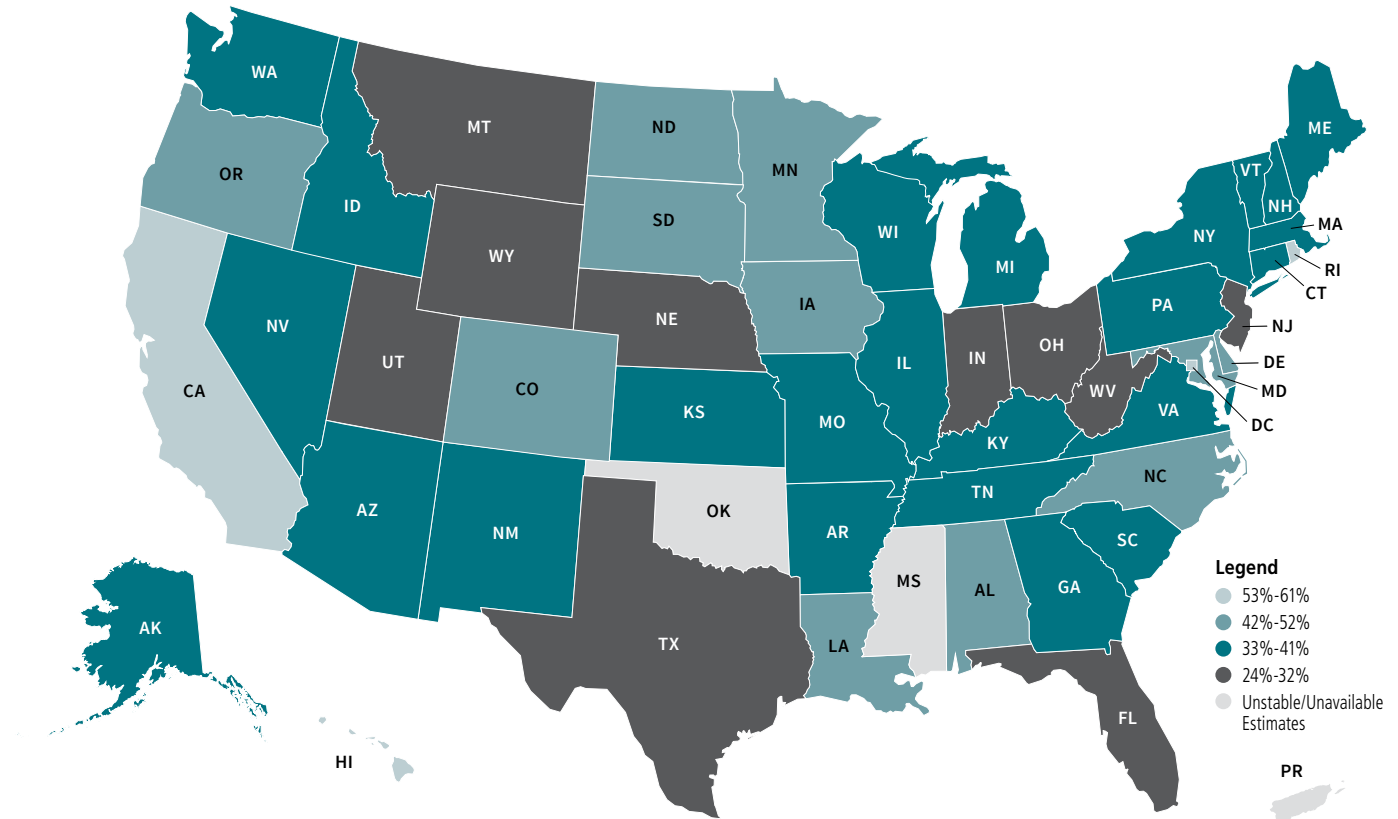 WA
MT
ND
MN
ME
OR
ID
SD
WI
VT
NH
MA
NY
MI
RI
CT
WY
IA
PA
NV
NE
NJ
UT
IN
OH
IL
DE
CA
CO
WV
MD
DC
KS
MO
VA
KY
NC
TN
AZ
NM
OK
AR
SC
MS
AL
GA
AK
TX
LA
FL
HI
Legend
53%-61%
42%-52%
33%-41%
24%-32%
Unstable/Unavailable
Estimates
PR